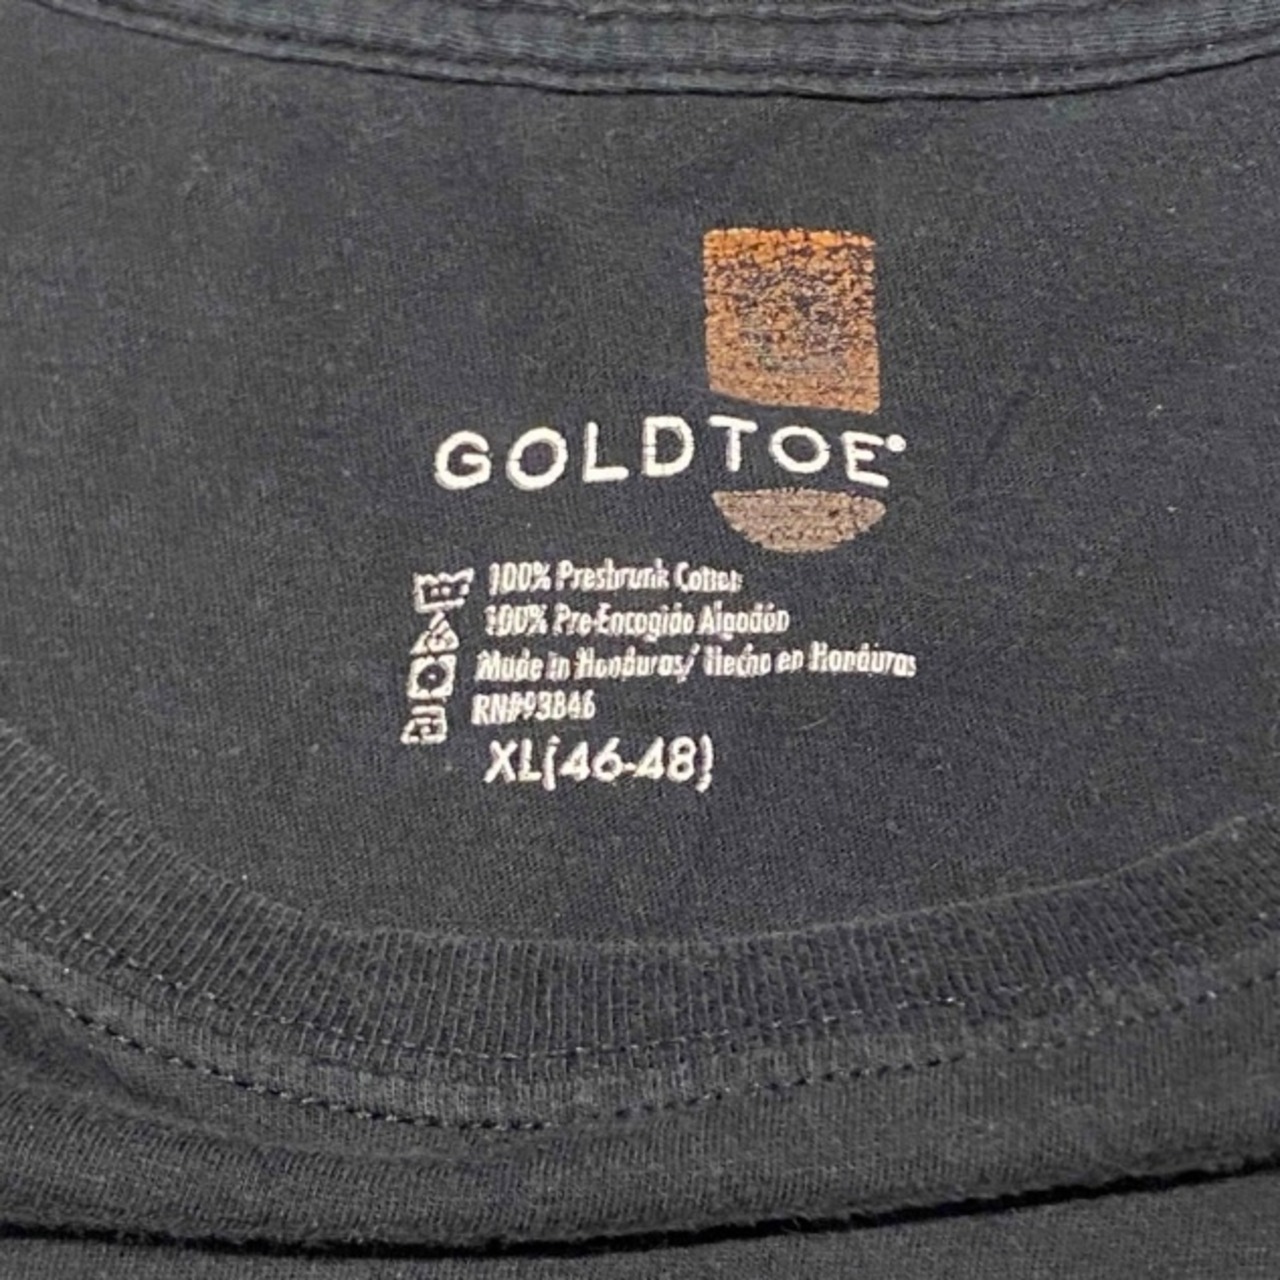 GOLDTOE
100% Preshrunk Cotton
100% Pre-Encogido Algodón
Made in Honduras/ Hecho en Honduras
RN#93846
XL(46-48)